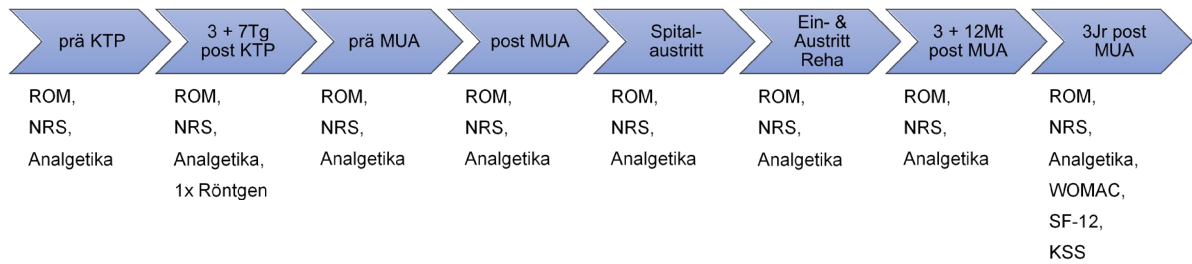 prä KTP
3 + 7Tg
post KTP
prä MUA
post MUA
Spital-
austritt
Ein- &
Austritt
Reha
3 + 12Mt
post MUA
3Jr post
MUA
ROM,
NRS,
Analgetika
ROM,
NRS,
Analgetika,
1x Röntgen
ROM,
NRS,
Analgetika
ROM,
NRS,
Analgetika
ROM,
NRS,
Analgetika
ROM,
NRS,
Analgetika
ROM,
NRS,
Analgetika
ROM,
NRS,
Analgetika,
WOMAC,
SF-12,
KSS